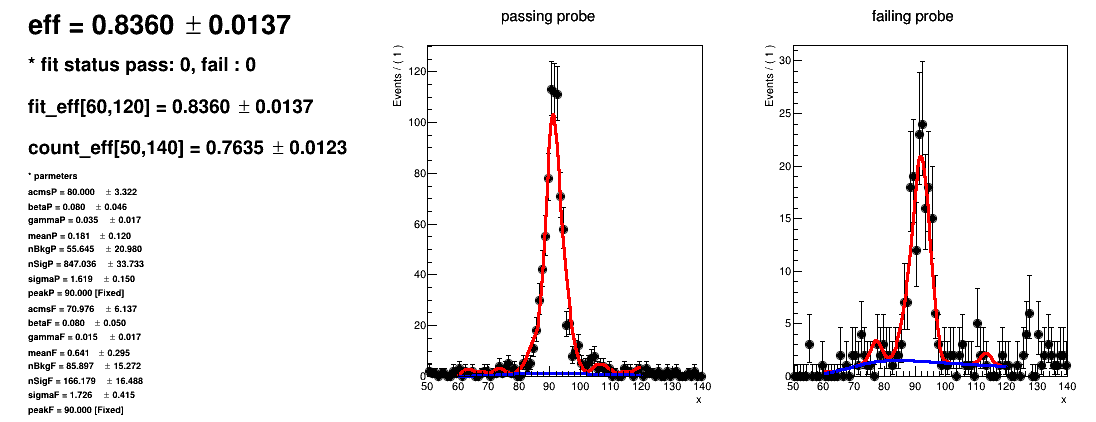 eff = 0.8360 ± 0.0137
* fit status pass: 0, fail : 0
fit_eff[60,120] = 0.8360 ± 0.0137
count_eff[50,140] = 0.7635 ± 0.0123
* parmeters
acmsP = 80.000 ± 3.322
betaP = 0.080 ± 0.046
gammaP = 0.035 ± 0.017
meanP = 0.181 ± 0.120
nBkgP = 55.645 ± 20.980
nSigP = 847.036 ± 33.733
sigmaP = 1.619 ± 0.150
peakP = 90.000 [Fixed]
acmsF = 70.976 ± 6.137
betaF = 0.080 ± 0.050
gammaF = 0.015 ± 0.017
meanF = 0.641 ± 0.295
nBkgF = 85.897 ± 15.272
nSigF = 166.179 ± 16.488
sigmaF = 1.726 ± 0.415
peakF = 90.000 [Fixed]
passing probe
Events / ( 1 )
120
100
80
60
40
20
0
50 60 70 80 90 100 110 120 130 140
x
failing probe
Events / ( 1 )
30
25
20
15
10
5
0
50 60 70 80 90 100 110 120 130 140
x